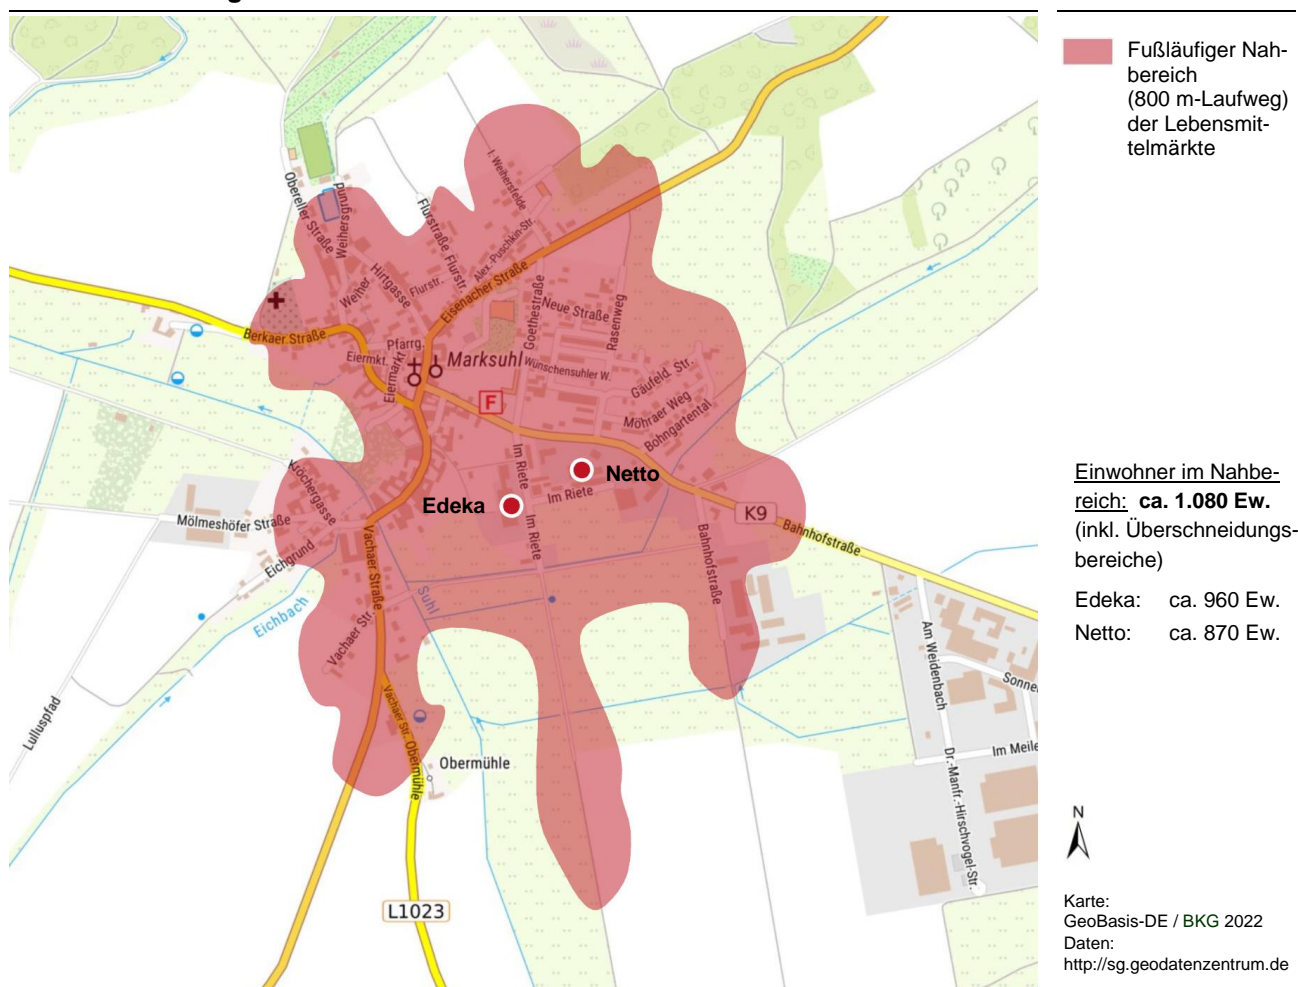 Fußläufiger Nah-
bereich
(800 m-Laufweg)
der Lebensmit-
telmärkte
I. Weihersfelde
Obereller Straße
Weihersgrund
Flurstraße
Flurstr.
Alex.-Puschkin-Str.
Hirtgasse
Weiher
Flurstr.
Eisenacher Straße
Goethestraße
Neue Straße
Rasenweg
Berkaer Straße
Pfarrg.
Eiermkt.
Eiermarkt
Marksuhl
Wünschensuhler W.
Gäufeld. Str.
F
Möhraer Weg
Bohngartental
Im Riete
Netto
Edeka
Im Riete
Im Riete
Kröchergasse
Mölmeshöfer Straße
Eichgrund
Vachaer Straße
K9
Bahnhofstraße
Bahnhofstraße
Eichbach
Suhl
Vachaer Str.
Am Weidenbach
Lulluspfad
Vachaer Str.
Obermühle
Obermühle
Im Meile
Dr.-Manfr.-Hirschvogel-Str.
L1023
Einwohner im Nahbe-
reich: ca. 1.080 Ew.
(inkl. Überschneidungs-
bereiche)
Edeka: ca. 960 Ew.
Netto: ca. 870 Ew.
N
Karte:
GeoBasis-DE / BKG 2022
Daten:
http://sg.geodatenzentrum.de